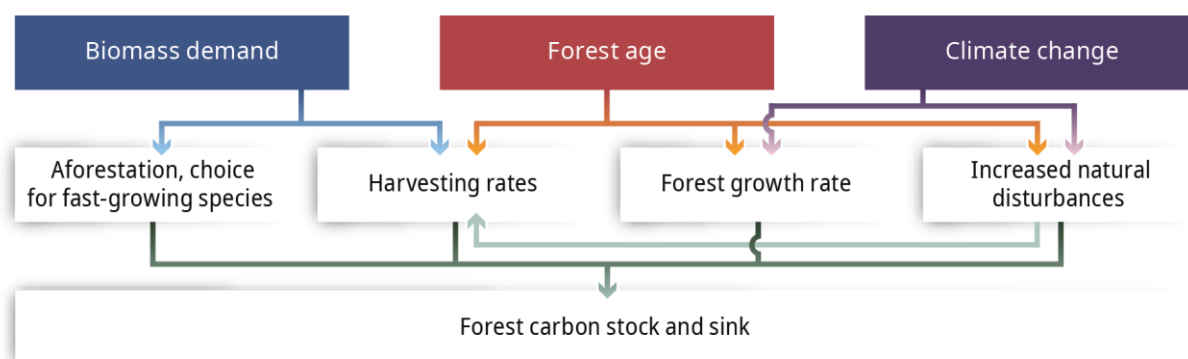 Biomass demand
Forest age
Climate change
Aforestation, choice
for fast-growing species
Harvesting rates
Forest growth rate
Increased natural
disturbances
Forest carbon stock and sink